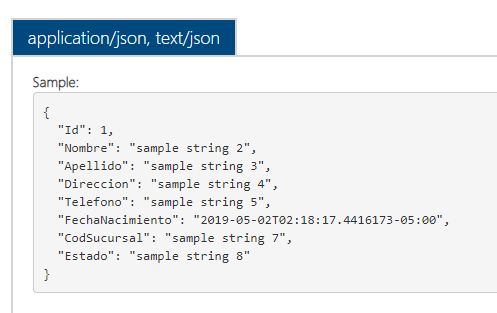 application/json, text/json
Sample:
{
"Id": 1,
"Nombre": "sample string 2",
"Apellido": "sample string 3",
"Direccion": "sample string 4",
"Telefono": "sample string 5",
"FechaNacimiento": "2019-05-02T02:18:17.4416173-05:00",
"CodSucursal": "sample string 7",
"Estado": "sample string 8"
}